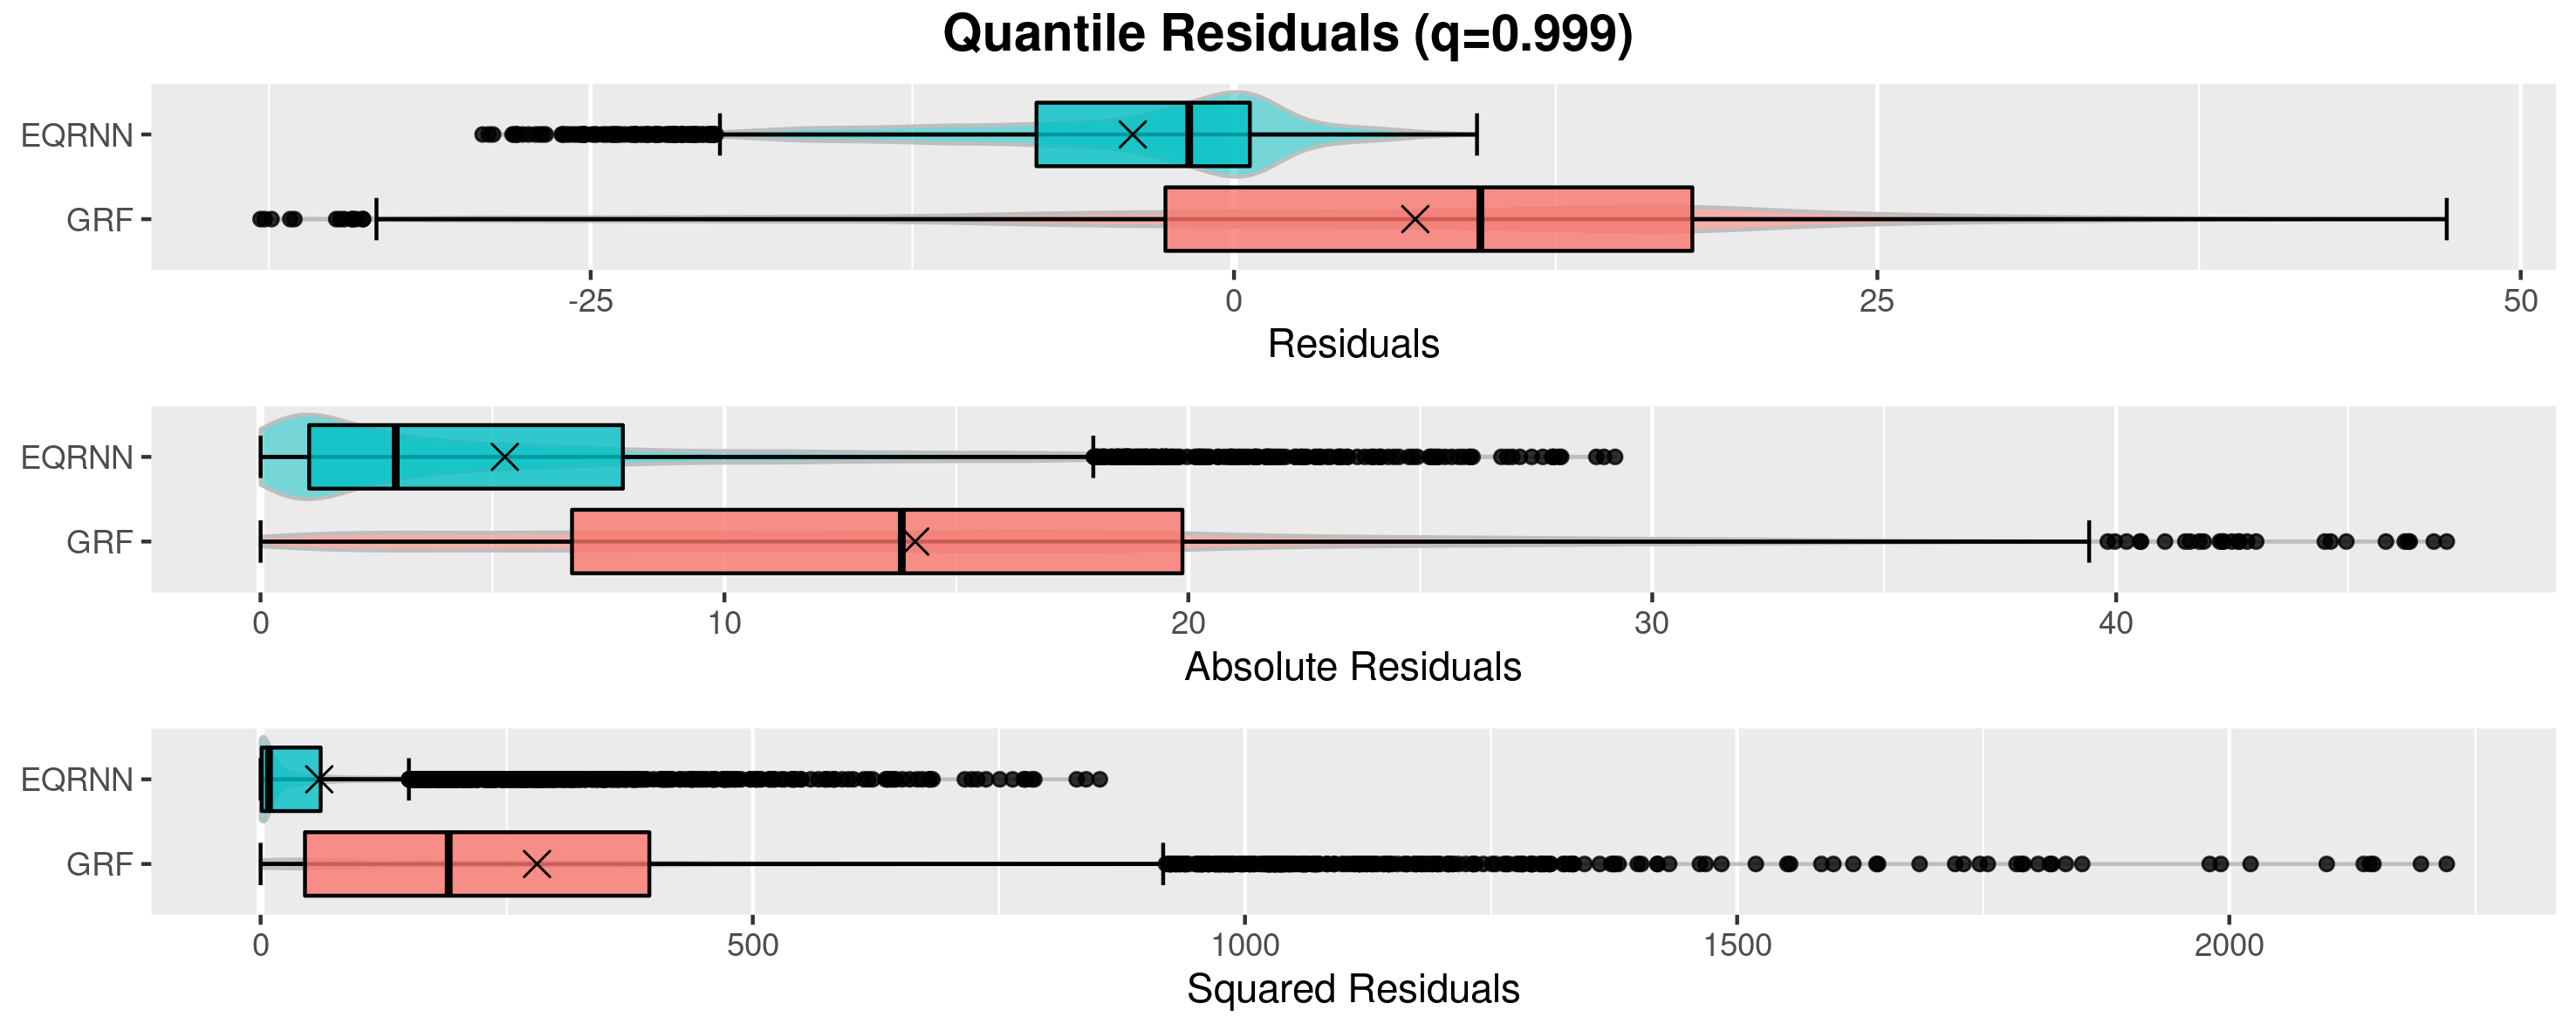 Quantile Residuals (q=0.999)
EQRNN
GRF
-25 0 25 50
Residuals
EQRNN
GRF
0 10 20 30 40
Absolute Residuals
EQRNN
GRF
0 500 1000 1500 2000
Squared Residuals